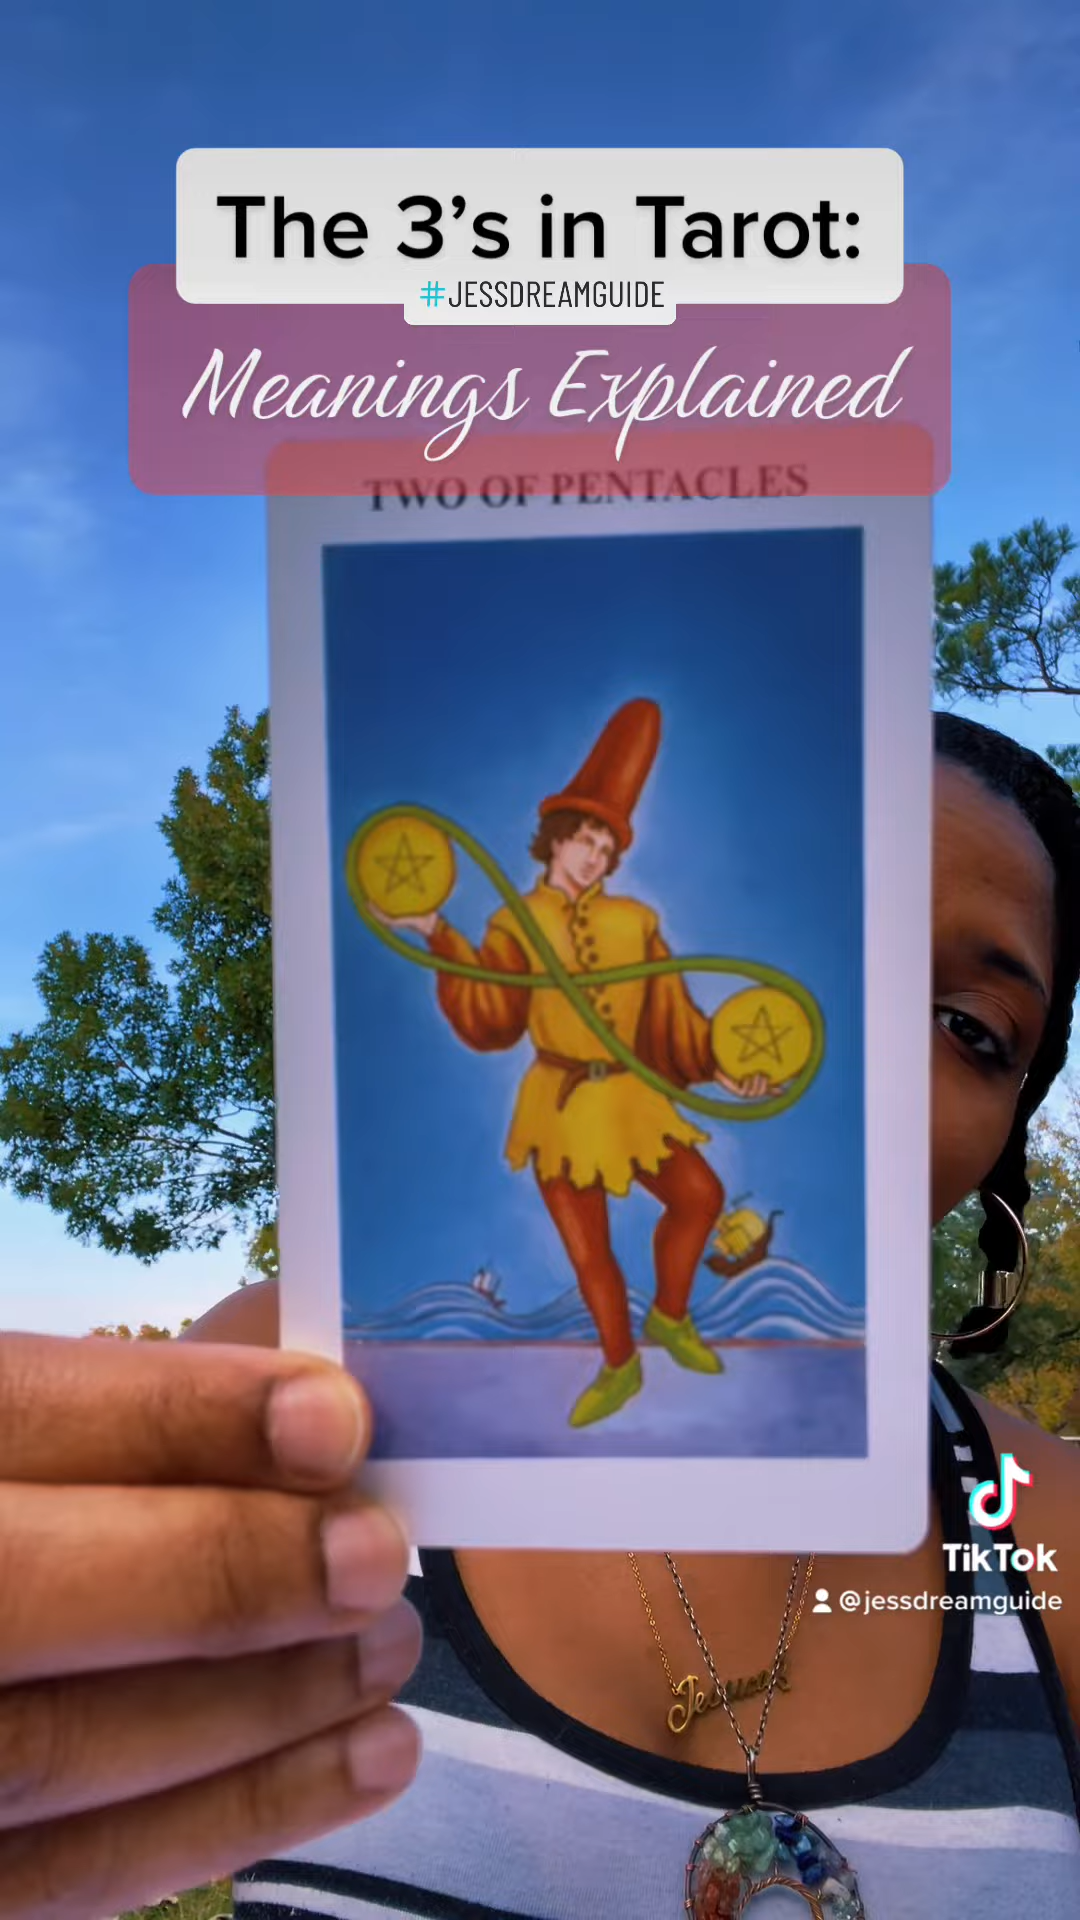 The 3’s in Tarot:
#JESSDREAMGUIDE
Meanings Explained
TWO OF PENTACLES
TikTok
@jessdreamguide